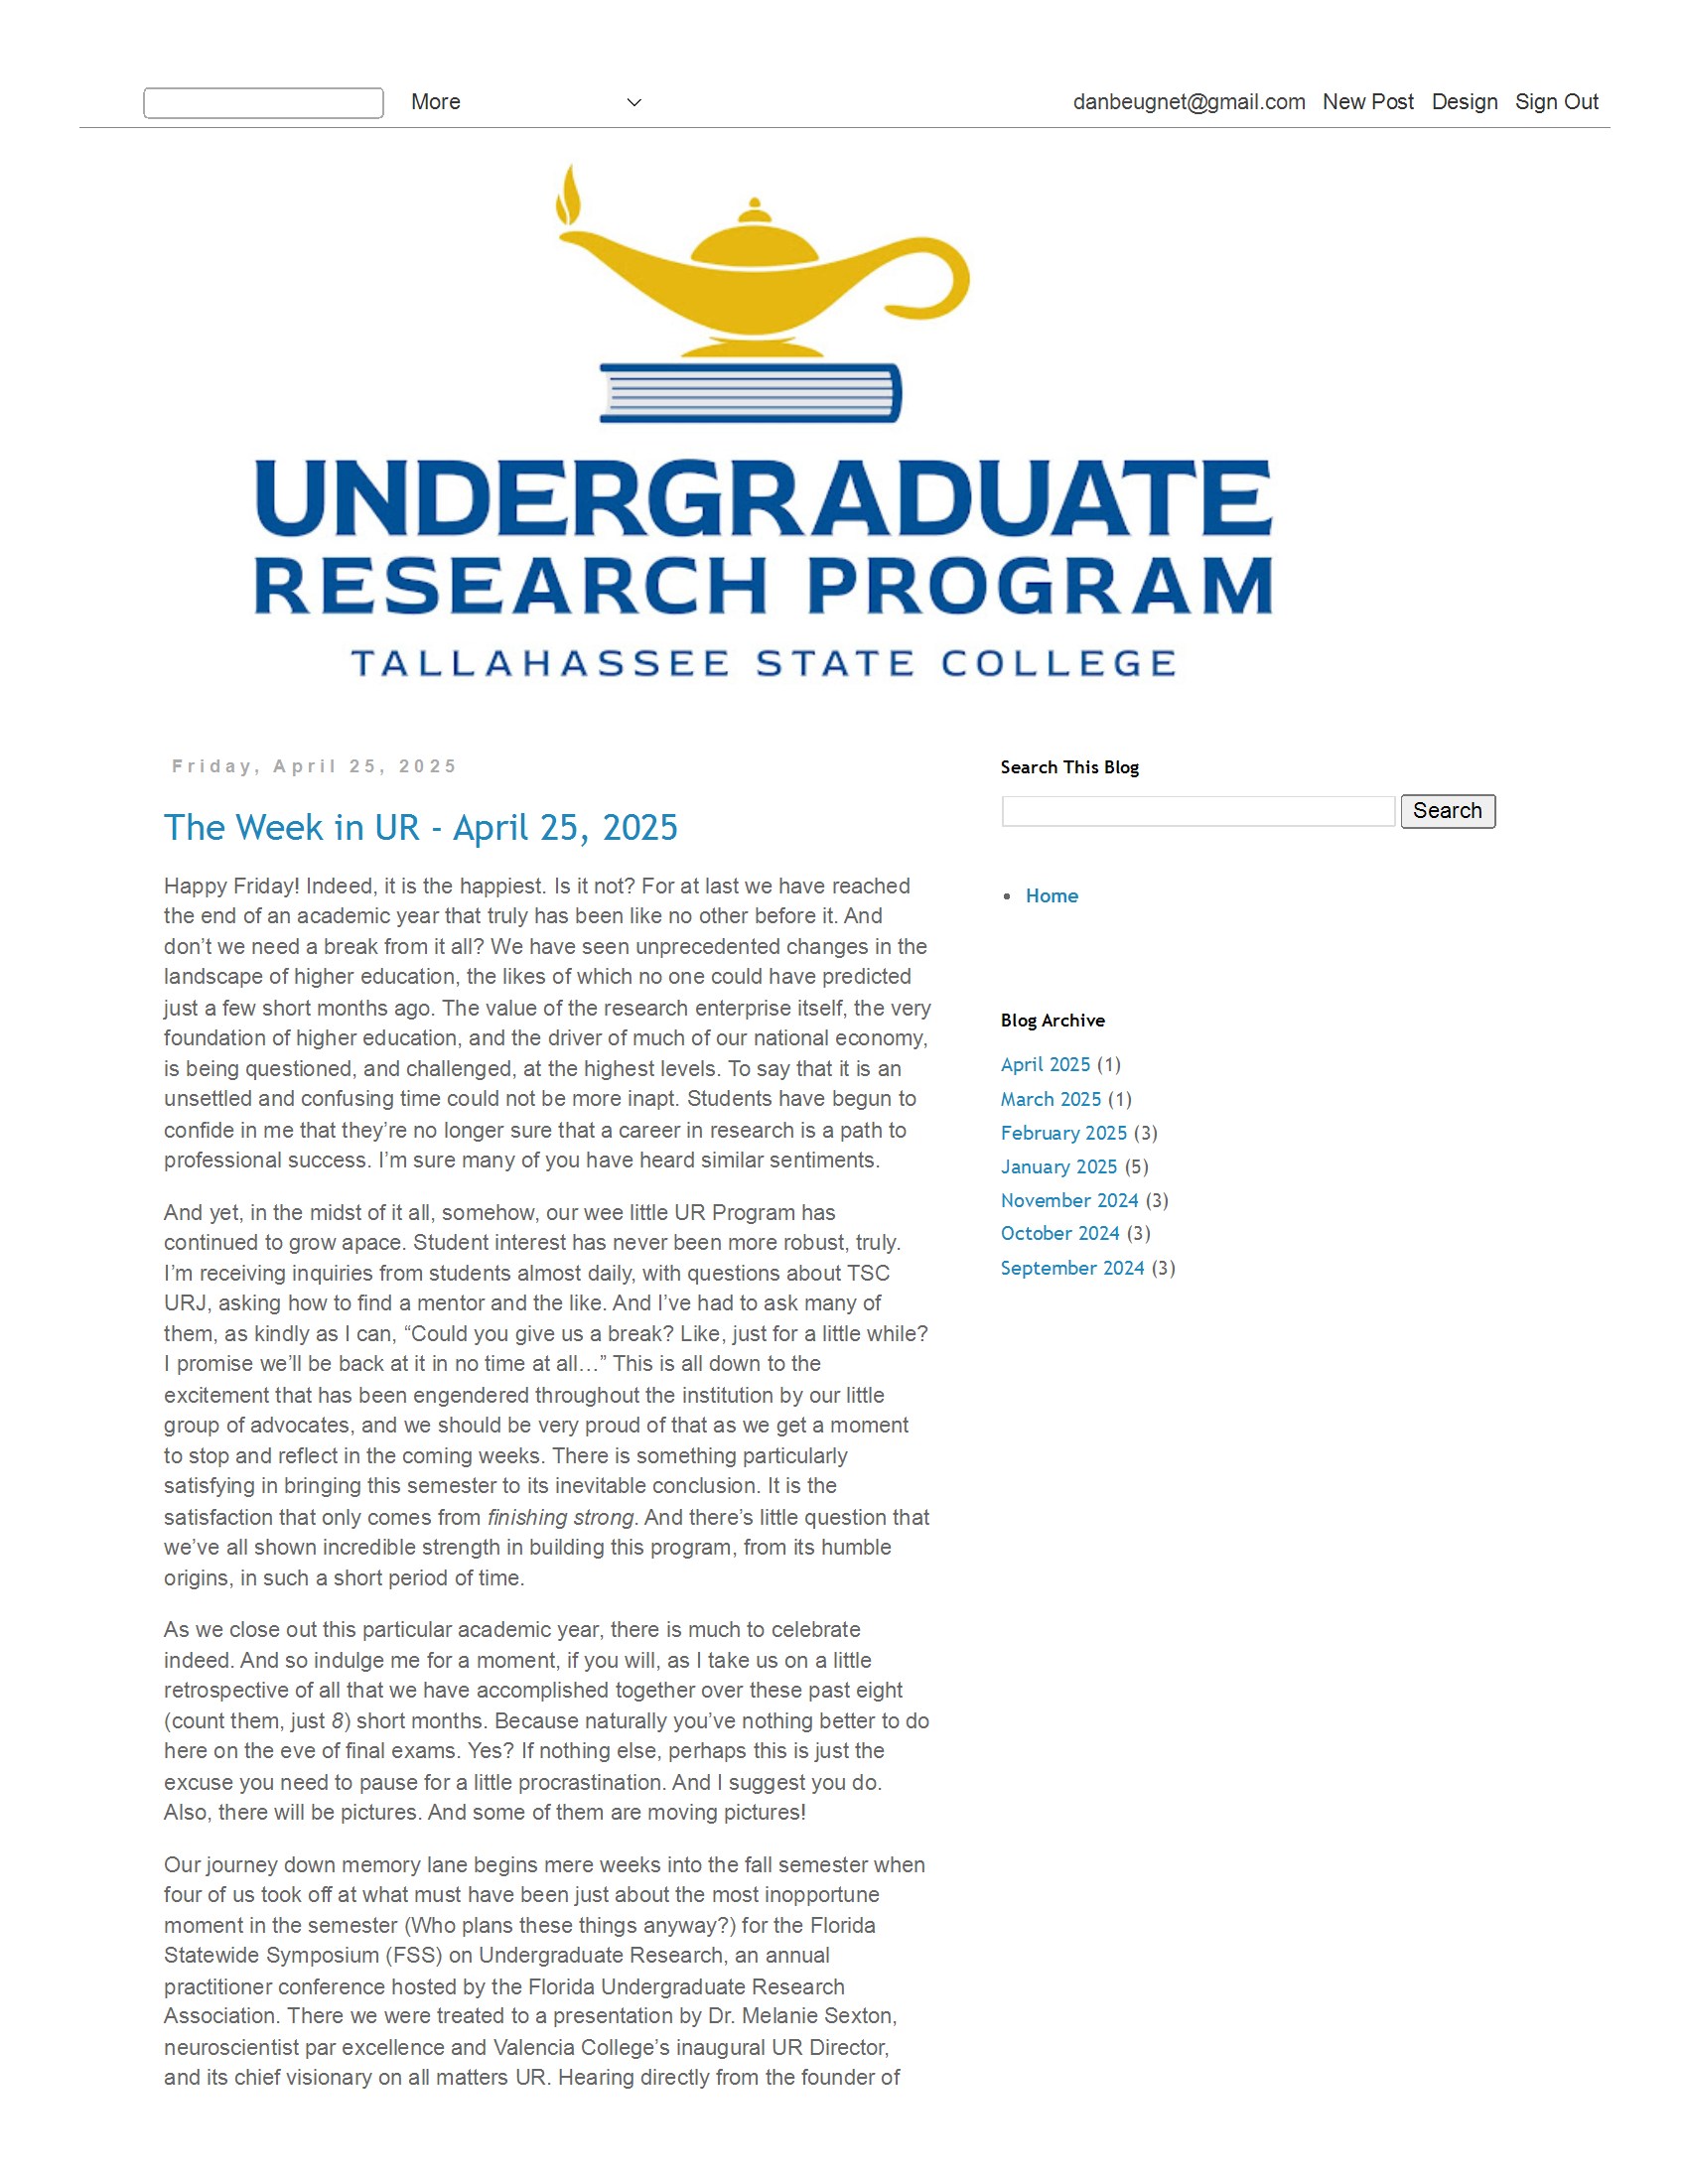 More
danbeugnet@gmail.com New Post Design Sign Out
UNDERGRADUATE
RESEARCH PROGRAM
TALLAHASSEE STATE COLLEGE
Friday, April 25, 2025
The Week in UR - April 25, 2025
Happy Friday! Indeed, it is the happiest. Is it not? For at last we have reached
the end of an academic year that truly has been like no other before it. And
don’t we need a break from it all? We have seen unprecedented changes in the
landscape of higher education, the likes of which no one could have predicted
just a few short months ago. The value of the research enterprise itself, the very
foundation of higher education, and the driver of much of our national economy,
is being questioned, and challenged, at the highest levels. To say that it is an
unsettled and confusing time could not be more inapt. Students have begun to
confide in me that they’re no longer sure that a career in research is a path to
professional success. I’m sure many of you have heard similar sentiments.
And yet, in the midst of it all, somehow, our wee little UR Program has
continued to grow apace. Student interest has never been more robust, truly.
I’m receiving inquiries from students almost daily, with questions about TSC
URJ, asking how to find a mentor and the like. And I’ve had to ask many of
them, as kindly as I can, “Could you give us a break? Like, just for a little while?
I promise we’ll be back at it in no time at all…” This is all down to the
excitement that has been engendered throughout the institution by our little
group of advocates, and we should be very proud of that as we get a moment
to stop and reflect in the coming weeks. There is something particularly
satisfying in bringing this semester to its inevitable conclusion. It is the
satisfaction that only comes from finishing strong. And there’s little question that
we’ve all shown incredible strength in building this program, from its humble
origins, in such a short period of time.
As we close out this particular academic year, there is much to celebrate
indeed. And so indulge me for a moment, if you will, as I take us on a little
retrospective of all that we have accomplished together over these past eight
(count them, just 8) short months. Because naturally you’ve nothing better to do
here on the eve of final exams. Yes? If nothing else, perhaps this is just the
excuse you need to pause for a little procrastination. And I suggest you do.
Also, there will be pictures. And some of them are moving pictures!
Our journey down memory lane begins mere weeks into the fall semester when
four of us took off at what must have been just about the most inopportune
moment in the semester (Who plans these things anyway?) for the Florida
Statewide Symposium (FSS) on Undergraduate Research, an annual
practitioner conference hosted by the Florida Undergraduate Research
Association. There we were treated to a presentation by Dr. Melanie Sexton,
neuroscientist par excellence and Valencia College’s inaugural UR Director,
and its chief visionary on all matters UR. Hearing directly from the founder of
Search This Blog
Search
Home
Blog Archive
April 2025 (1)
March 2025 (1)
February 2025 (3)
January 2025 (5)
November 2024 (3)
October 2024 (3)
September 2024 (3)